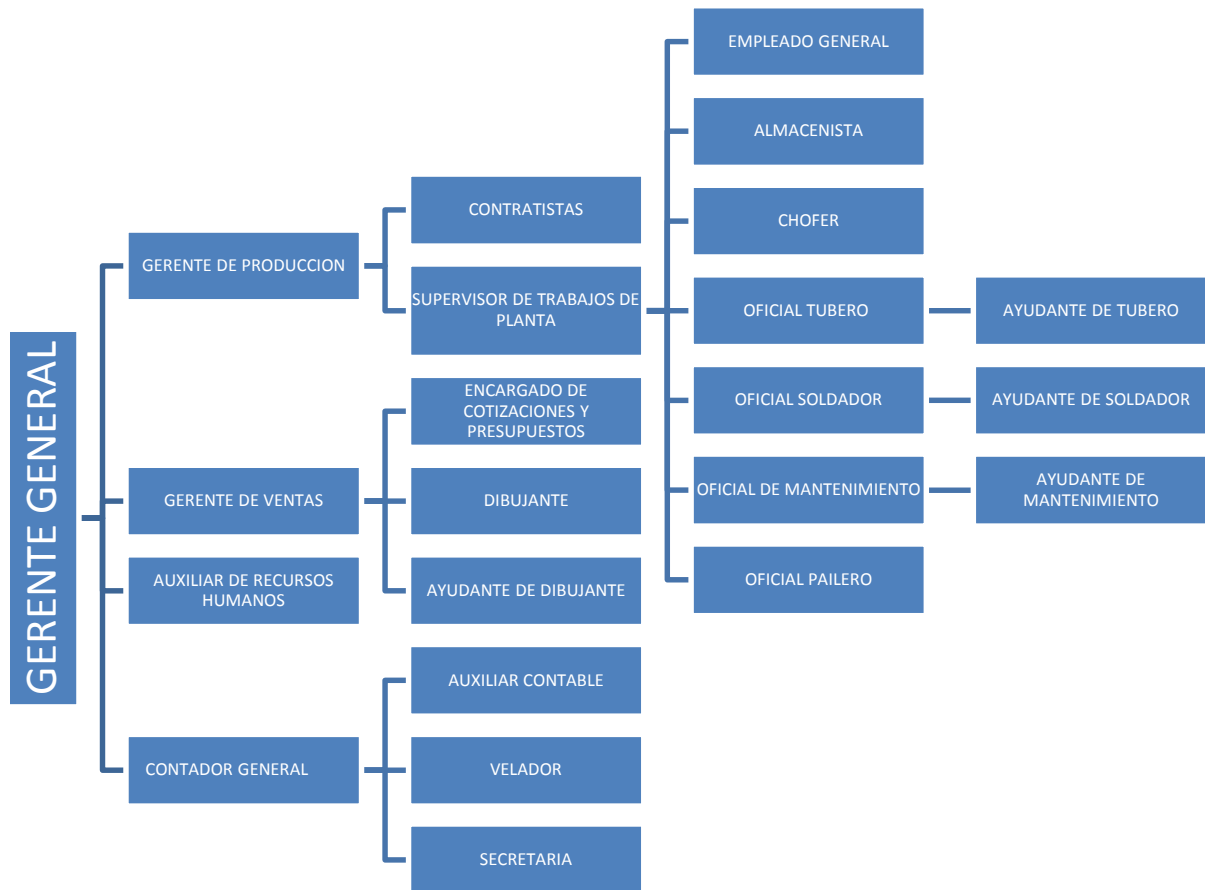 GERENTE GENERAL
GERENTE DE PRODUCCION
CONTRATISTAS
SUPERVISOR DE TRABAJOS DE
PLANTA
EMPLEADO GENERAL
ALMACENISTA
CHOFER
OFICIAL TUBERO
AYUDANTE DE TUBERO
OFICIAL SOLDADOR
AYUDANTE DE SOLDADOR
OFICIAL DE MANTENIMIENTO
AYUDANTE DE
MANTENIMIENTO
OFICIAL PAILERO
GERENTE DE VENTAS
ENCARGADO DE
COTIZACIONES Y
PRESUPUESTOS
DIBUJANTE
AYUDANTE DE DIBUJANTE
AUXILIAR DE RECURSOS
HUMANOS
CONTADOR GENERAL
AUXILIAR CONTABLE
VELADOR
SECRETARIA